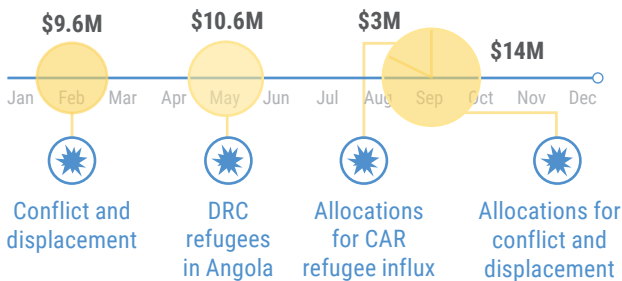 $9.6M
$10.6M
$3M
$14M
Jan Feb Mar Apr May Jun Jul Aug Sep Oct Nov Dec
Conflict and
displacement
DRC
refugees
in Angola
Allocations
for CAR
refugee influx
Allocations for
conflict and
displacement